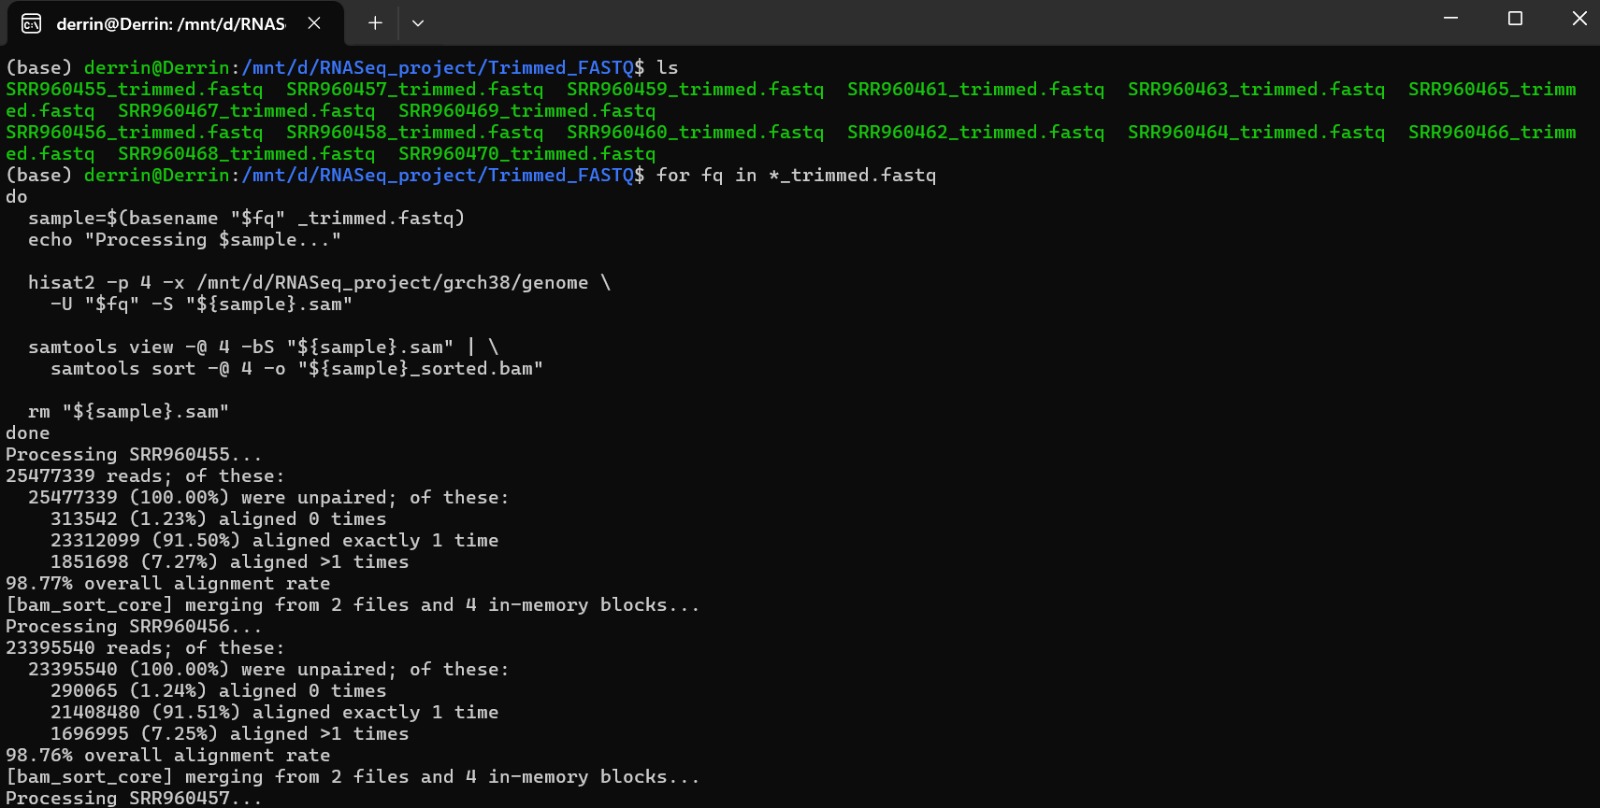 derrin@Derrin: /mnt/d/RNAS
(base) derrin@Derrin:/mnt/d/RNASeq_project/Trimmed_FASTQ$ ls
SRR960455_trimmed.fastq  SRR960457_trimmed.fastq  SRR960459_trimmed.fastq  SRR960461_trimmed.fastq  SRR960463_trimmed.fastq  SRR960465_trimm
ed.fastq  SRR960467_trimmed.fastq  SRR960469_trimmed.fastq
SRR960456_trimmed.fastq  SRR960458_trimmed.fastq  SRR960460_trimmed.fastq  SRR960462_trimmed.fastq  SRR960464_trimmed.fastq  SRR960466_trimm
ed.fastq  SRR960468_trimmed.fastq  SRR960470_trimmed.fastq
(base) derrin@Derrin:/mnt/d/RNASeq_project/Trimmed_FASTQ$ for fq in *_trimmed.fastq
do
  sample=$(basename "$fq" _trimmed.fastq)
  echo "Processing $sample..."
  hisat2 -p 4 -x /mnt/d/RNASeq_project/grch38/genome \
    -U "$fq" -S "${sample}.sam"
  samtools view -@ 4 -bS "${sample}.sam" | \
    samtools sort -@ 4 -o "${sample}_sorted.bam"
  rm "${sample}.sam"
done
Processing SRR960455...
25477339 reads; of these:
  25477339 (100.00%) were unpaired; of these:
    313542 (1.23%) aligned 0 times
    23312099 (91.50%) aligned exactly 1 time
    1851698 (7.27%) aligned >1 times
98.77% overall alignment rate
[bam_sort_core] merging from 2 files and 4 in-memory blocks...
Processing SRR960456...
23395540 reads; of these:
  23395540 (100.00%) were unpaired; of these:
    290065 (1.24%) aligned 0 times
    21408480 (91.51%) aligned exactly 1 time
    1696995 (7.25%) aligned >1 times
98.76% overall alignment rate
[bam_sort_core] merging from 2 files and 4 in-memory blocks...
Processing SRR960457...